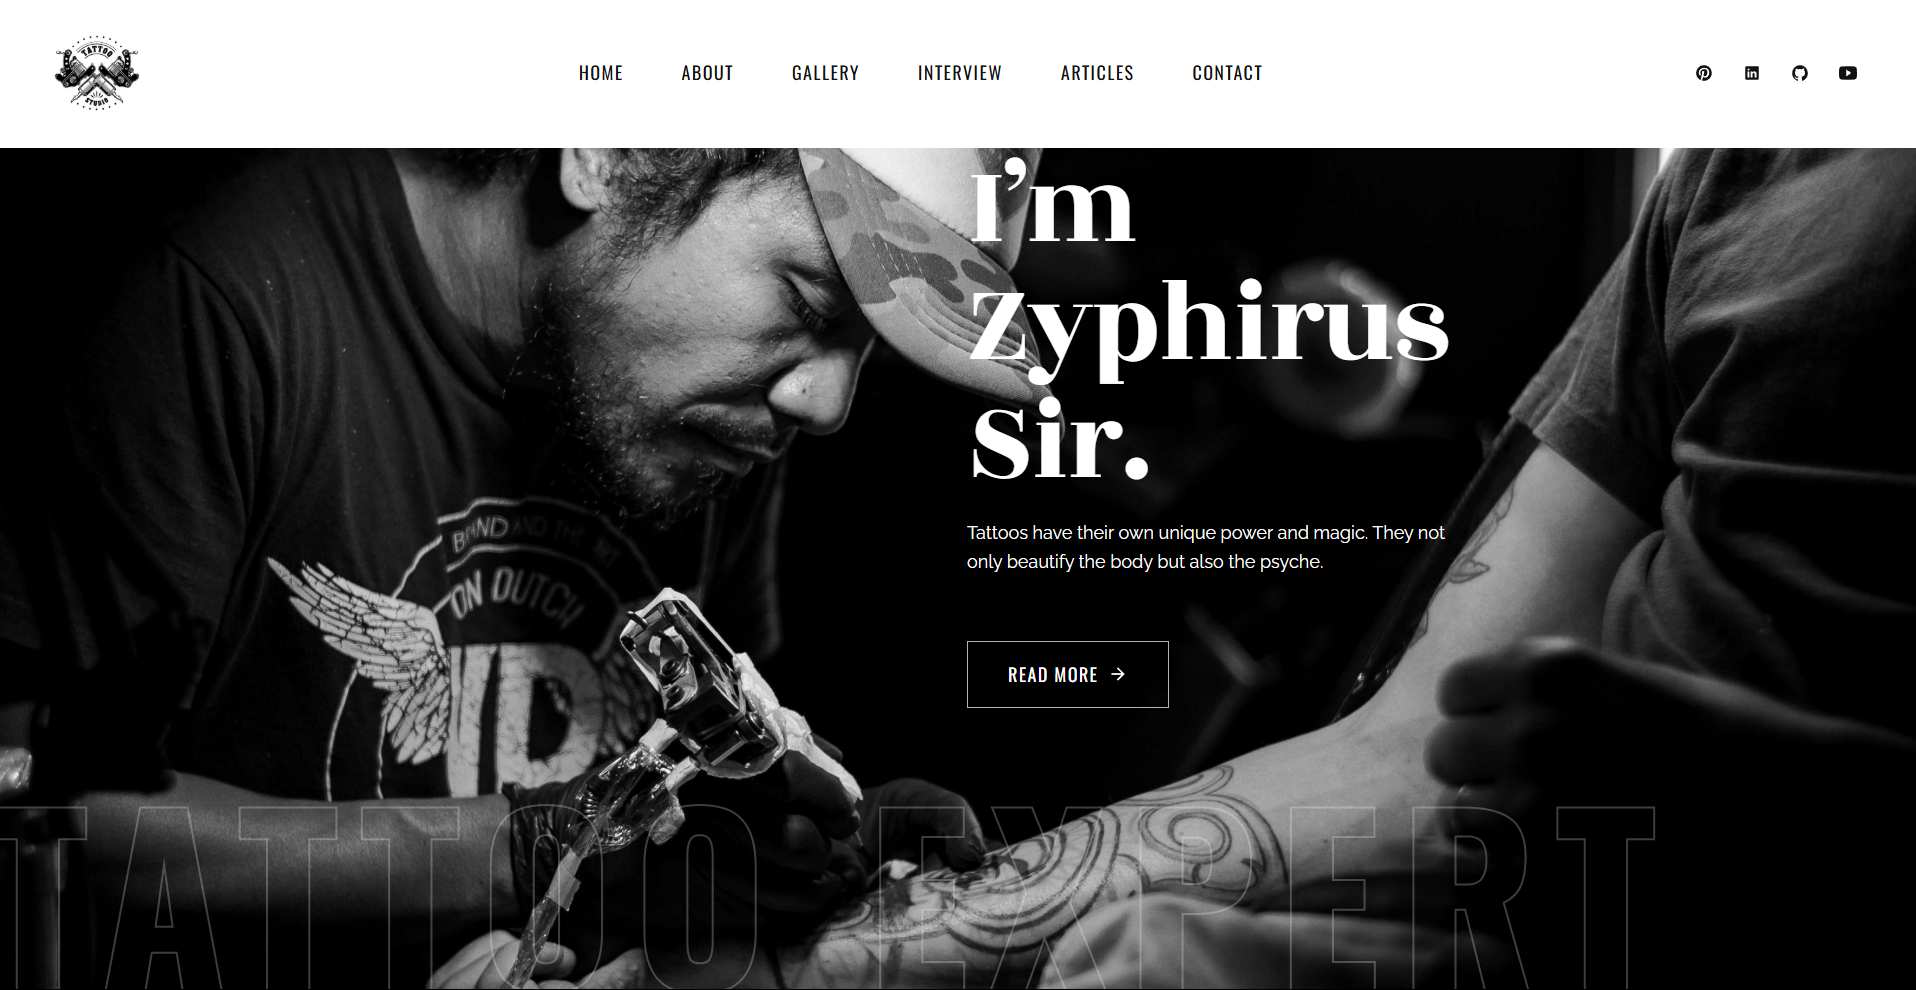 TATTOO
STUDIO
HOME
ABOUT
GALLERY
INTERVIEW
ARTICLES
CONTACT
I'm
Zyphirus
Sir.
Tattoos have their own unique power and magic. They not
only beautify the body but also the psyche.
READ MORE
BRAND AND THE
ON DUTCH
TATTOO EXPERT